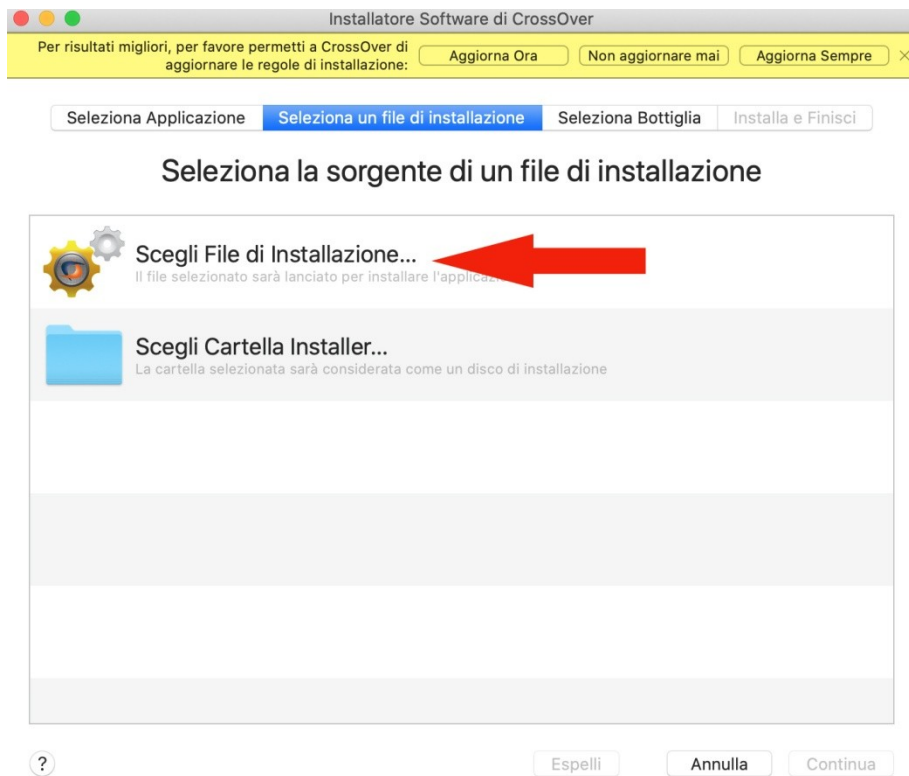 Installatore Software di CrossOver
Per risultati migliori, per favore permetti a CrossOver di
aggiornare le regole di installazione:
Aggiorna Ora
Non aggiornare mai
Aggiorna Sempre
Seleziona Applicazione
Seleziona un file di installazione
Seleziona Bottiglia
Installa e Finisci
Seleziona la sorgente di un file di installazione
Scegli File di Installazione...
Il file selezionato sarà lanciato per installare
Scegli Cartella Installer...
La cartella selezionata sarà considerata come un disco di installazione
?
Espelli
Annulla
Continua